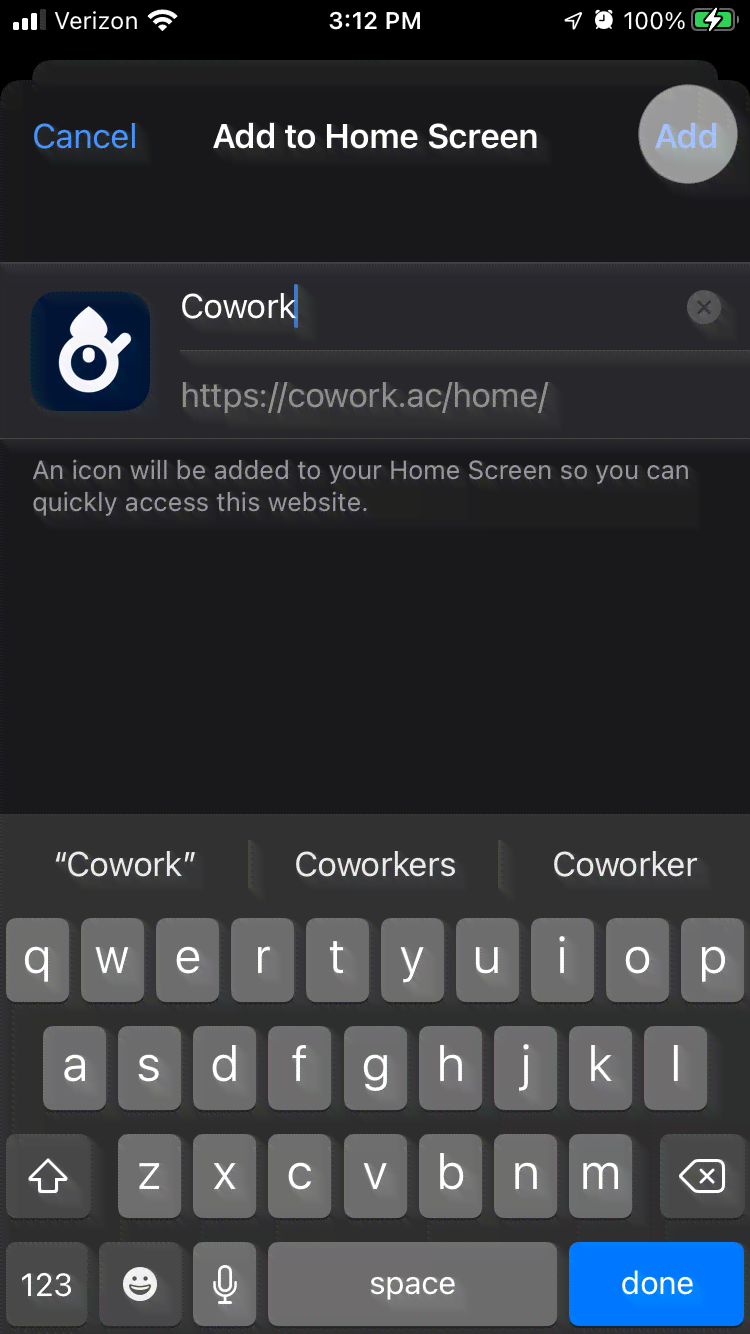 Verizon 3:12 PM 100%
Cancel Add to Home Screen Add
Cowork
https://cowork.ac/home/
An icon will be added to your Home Screen so you can
quickly access this website.
“Cowork” Coworkers Coworker
q w e r t y u i o p
a s d f g h j k l
z x c v b n m
123 space done